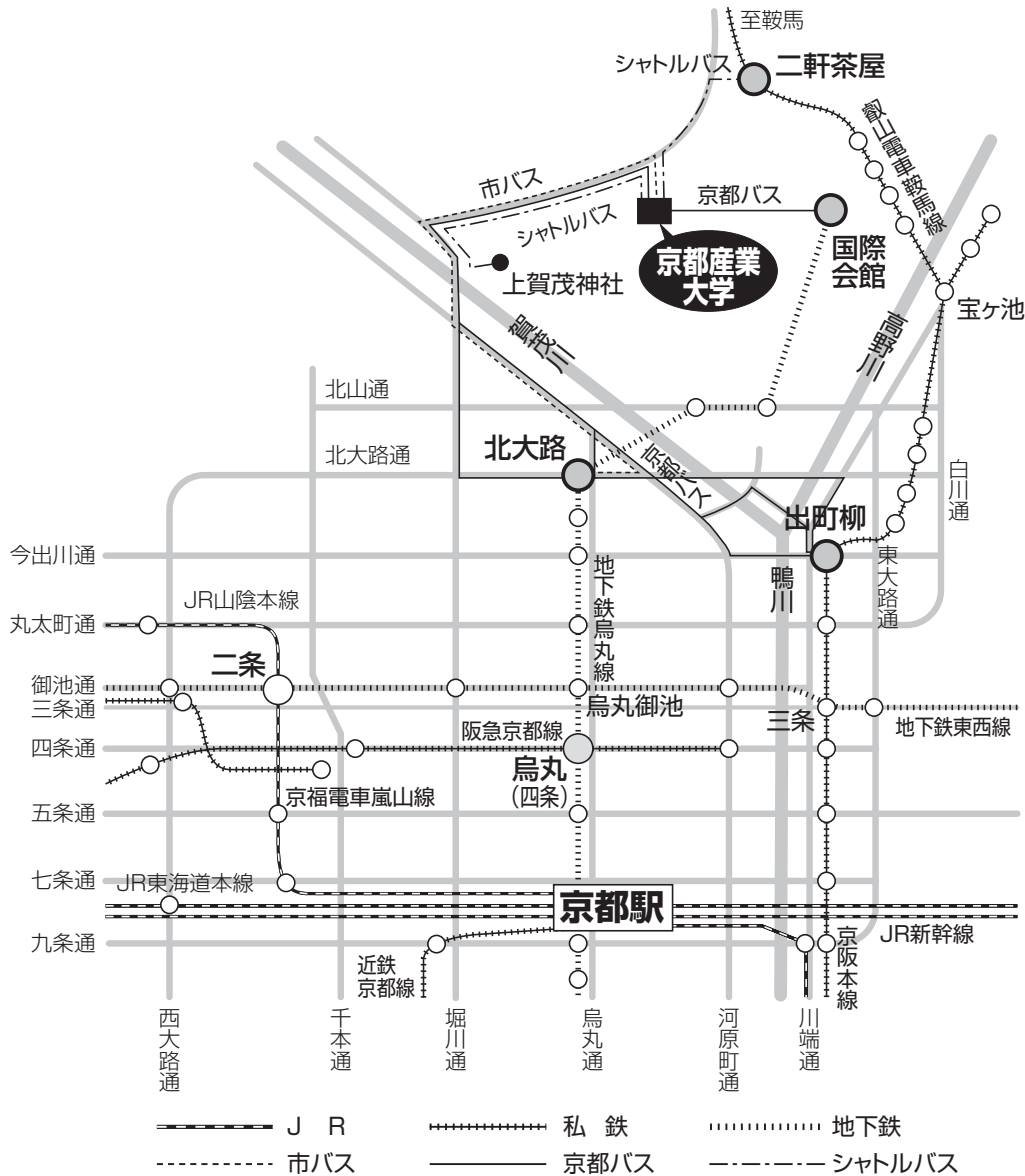 至鞍馬
シャトルバス
二軒茶屋
叡山電車鞍馬線
市バス
京都バス
シャトルバス
国際
会館
京都産業
大学
上賀茂神社
宝ヶ池
賀茂川
高野川
北山通
北大路
北大路通
京都バス
白川通
出町柳
今出川通
東大路通
鴨川
地下鉄烏丸線
JR山陰本線
丸太町通
二条
御池通
烏丸御池
三条通
三条
地下鉄東西線
阪急京都線
四条通
烏丸
(四条)
京福電車嵐山線
五条通
七条通
JR東海道本線
京都駅
JR新幹線
九条通
近鉄
京都線
京阪本線
西大路通
千本通
堀川通
烏丸通
河原町通
川端通
J R
私 鉄
地下鉄
市バス
京都バス
シャトルバス